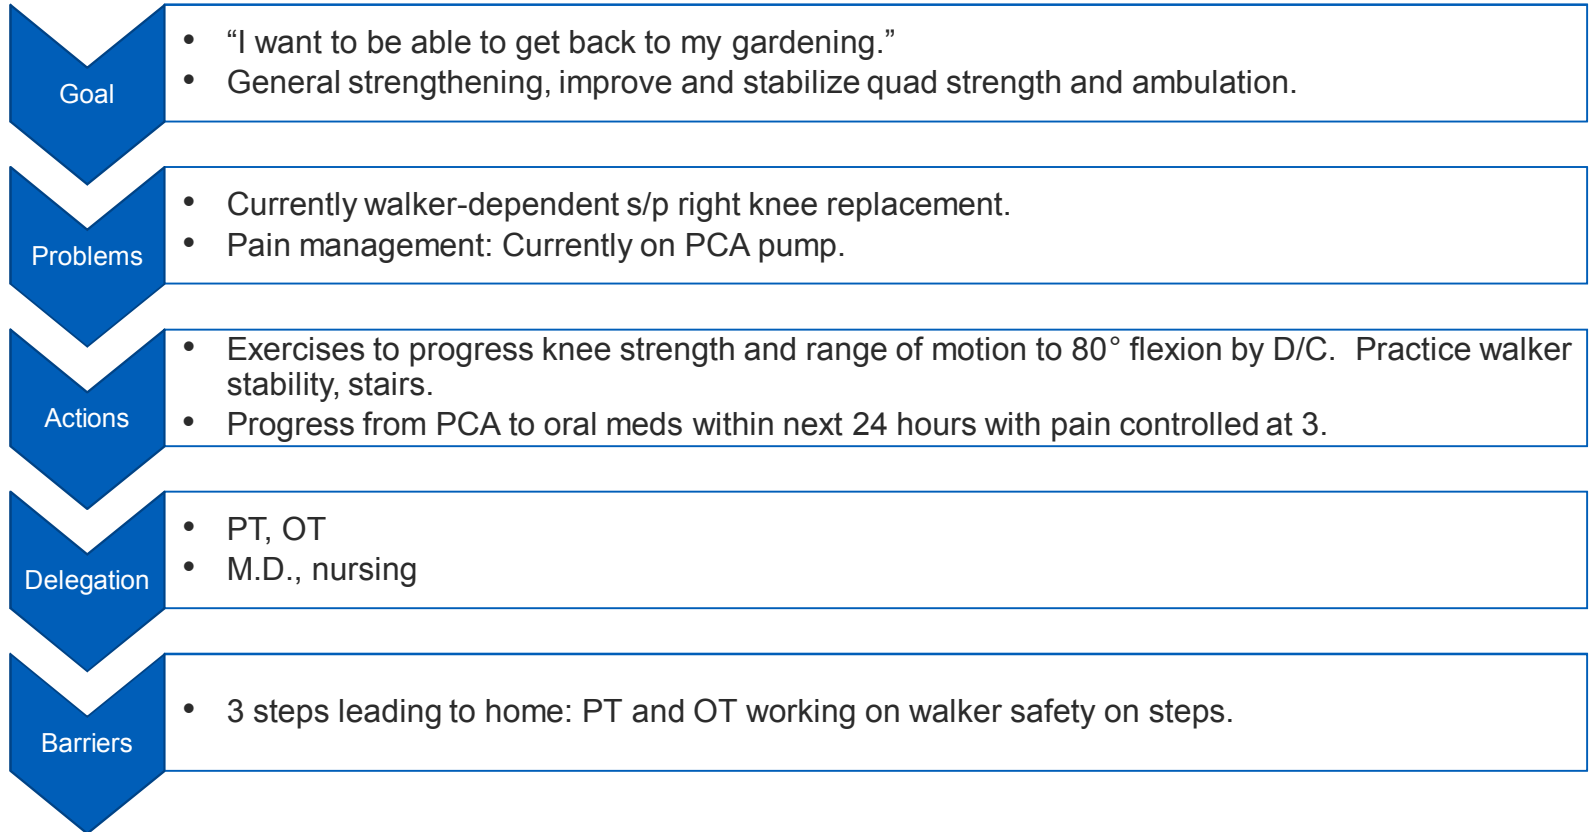 Goal
• “I want to be able to get back to my gardening.”
• General strengthening, improve and stabilize quad strength and ambulation.
Problems
• Currently walker-dependent s/p right knee replacement.
• Pain management: Currently on PCA pump.
Actions
• Exercises to progress knee strength and range of motion to 80° flexion by D/C.  Practice walker
stability, stairs.
• Progress from PCA to oral meds within next 24 hours with pain controlled at 3.
Delegation
• PT, OT
• M.D., nursing
Barriers
• 3 steps leading to home: PT and OT working on walker safety on steps.